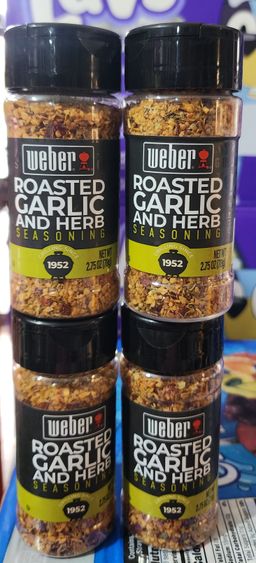 weber
ROASTED
GARLIC
AND HERB
SEASONING
1952
NET WT
2.75 OZ (77g)
weber
ROASTED
GARLIC
AND HERB
SEASONING
1952
NET WT
2.75 OZ (77g)
weber
ROASTED
GARLIC
AND HERB
SEASONING
1952
weber
ROASTED
GARLIC
AND HERB
SEASONING
1952